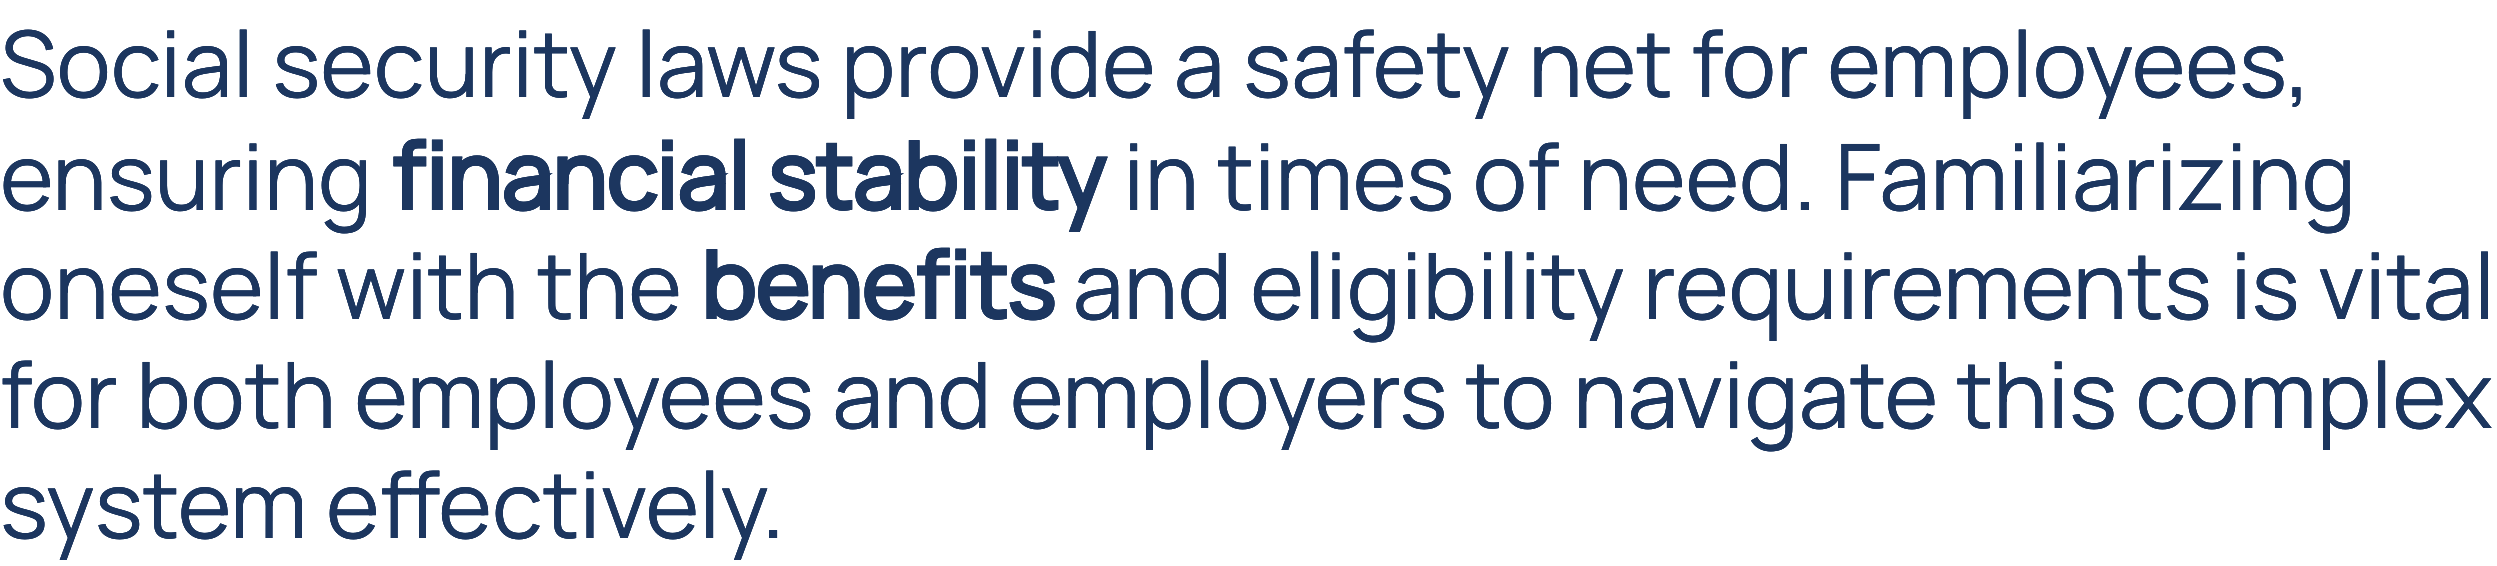 Social security laws provide a safety net for employees,
ensuring financial stability in times of need. Familiarizing
oneself with the benefits and eligibility requirements is vital
for both employees and employers to navigate this complex
system effectively.